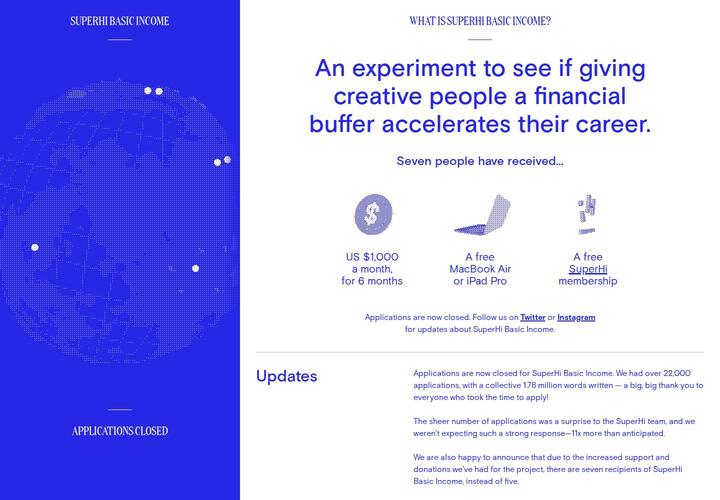 SUPERHI BASIC INCOME
APPLICATIONS CLOSED
WHAT IS SUPERHI BASIC INCOME?
An experiment to see if giving
creative people a financial
buffer accelerates their career.
Seven people have received...
US $1,000
a month,
for 6 months
A free
MacBook Air
or iPad Pro
A free
SuperHi
membership
Applications are now closed. Follow us on Twitter or Instagram
for updates about SuperHi Basic Income.
Updates
Applications are now closed for SuperHi Basic Income. We had over 22,000
applications, with a collective 1.78 million words written — a big, big thank you to
everyone who took the time to apply!
The sheer number of applications was a surprise to the SuperHi team, and we
weren't expecting such a strong response—11x more than anticipated.
We are also happy to announce that due to the increased support and
donations we've had for the project, there are seven recipients of SuperHi
Basic Income, instead of five.